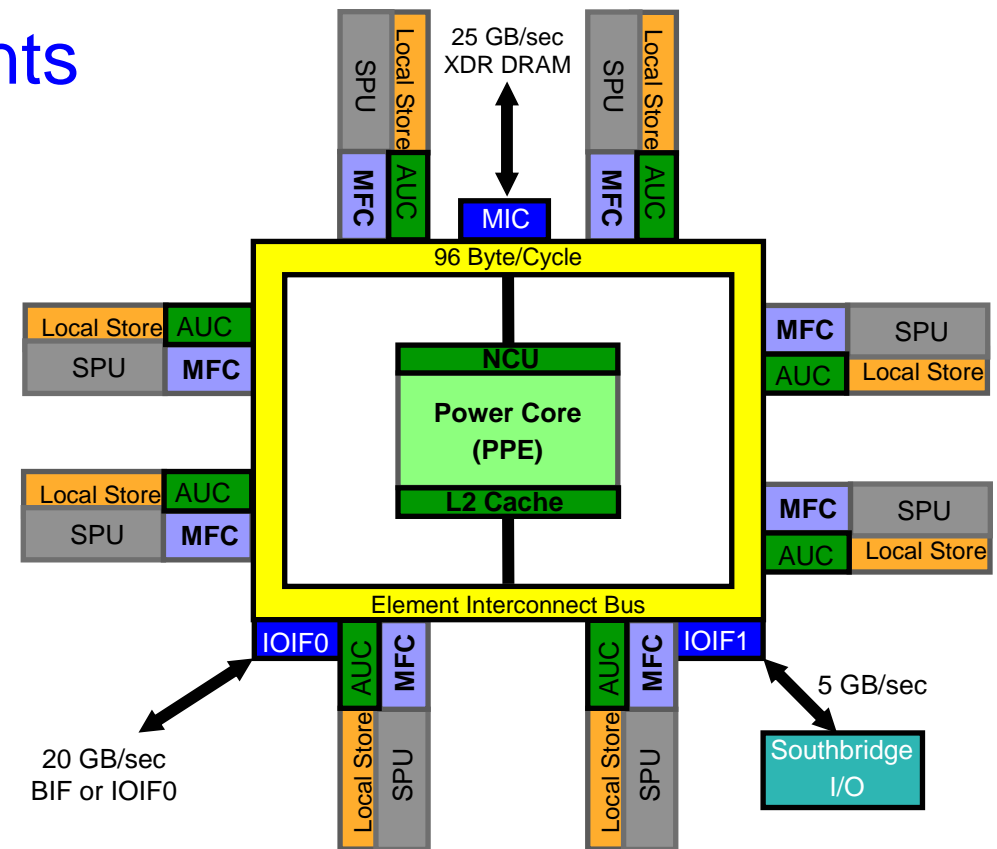 nts
25 GB/sec
XDR DRAM
SPU
Local Store
MFC
AUC
SPU
Local Store
MFC
AUC
MIC
96 Byte/Cycle
Local Store
AUC
SPU
MFC
MFC
SPU
AUC
Local Store
NCU
Power Core
(PPE)
L2 Cache
Local Store
AUC
SPU
MFC
MFC
SPU
AUC
Local Store
Element Interconnect Bus
IOIF0
AUC
MFC
Local Store
SPU
AUC
MFC
Local Store
SPU
IOIF1
5 GB/sec
20 GB/sec
BIF or IOIF0
Southbridge
I/O